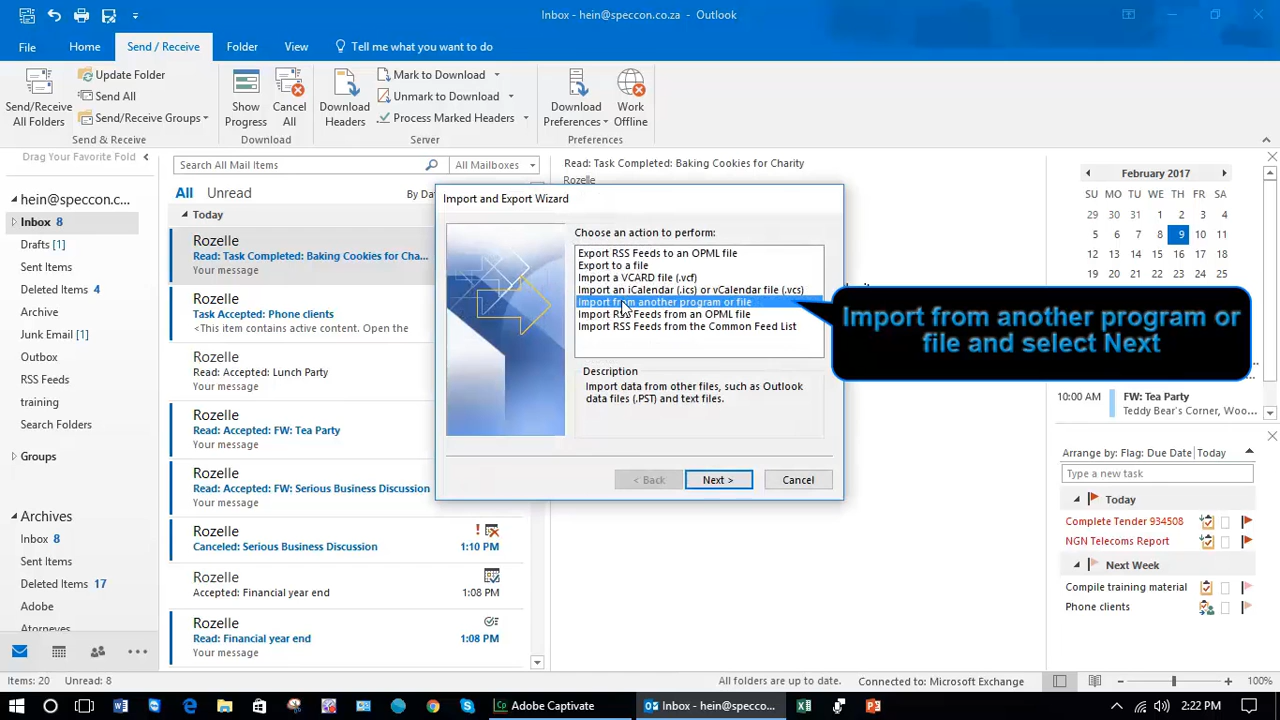 Inbox - hein@speccon.co.za - Outlook
File Home Send / Receive Folder View Tell me what you want to do
Send/Receive
All Folders
Update Folder
Send All
Send/Receive Groups
Send & Receive
Show
Progress
Cancel
All
Download
Download
Headers
Mark to Download
Unmark to Download
Process Marked Headers
Server
Download
Preferences
Work
Offline
Preferences
Drag Your Favorite Fold
hein@speccon.c...
Inbox 8
Drafts [1]
Sent Items
Deleted Items 4
Archive
Junk Email [1]
Outbox
RSS Feeds
training
Search Folders
Groups
Archives
Inbox 8
Sent Items
Deleted Items 17
Adobe
Atorneys
Search All Mail Items All Mailboxes
All Unread By Da
Today
Rozelle
Read: Task Completed: Baking Cookies for Cha...
Your message
Rozelle
Task Accepted: Phone clients
<This item contains active content. Open the
Rozelle
Read: Accepted: Lunch Party
Your message
Rozelle
Read: Accepted: FW: Tea Party
Your message
Rozelle
Read: Accepted: FW: Serious Business Discussion
Your message
Rozelle
Canceled: Serious Business Discussion 1:10 PM
Rozelle
Accepted: Financial year end 1:08 PM
Rozelle
Read: Financial year end 1:08 PM
Your message
Read: Task Completed: Baking Cookies for Charity
Rozelle
Import and Export Wizard
Choose an action to perform:
Export RSS Feeds to an OPML file
Export to a file
Import a VCARD file (.vcf)
Import an iCalendar (.ics) or vCalendar file (.vcs)
Import from another program or file
Import RSS Feeds from an OPML file
Import RSS Feeds from the Common Feed List
Description
Import data from other files, such as Outlook
data files (.PST) and text files.
< Back Next > Cancel
Import from another program or
file and select Next
February 2017
SU MO TU WE TH FR SA
29 30 31 1 2 3 4
5 6 7 8 9 10 11
12 13 14 15 16 17 18
19 20 21 22 23 24 25
10:00 AM FW: Tea Party
Teddy Bear's Corner, Woo...
Arrange by: Flag: Due Date Today
Type a new task
Today
Complete Tender 934508
NGN Telecoms Report
Next Week
Compile training material
Phone clients
Items: 20 Unread: 8 All folders are up to date. Connected to: Microsoft Exchange 100%
Adobe Captivate
Inbox - hein@specco...
2:22 PM